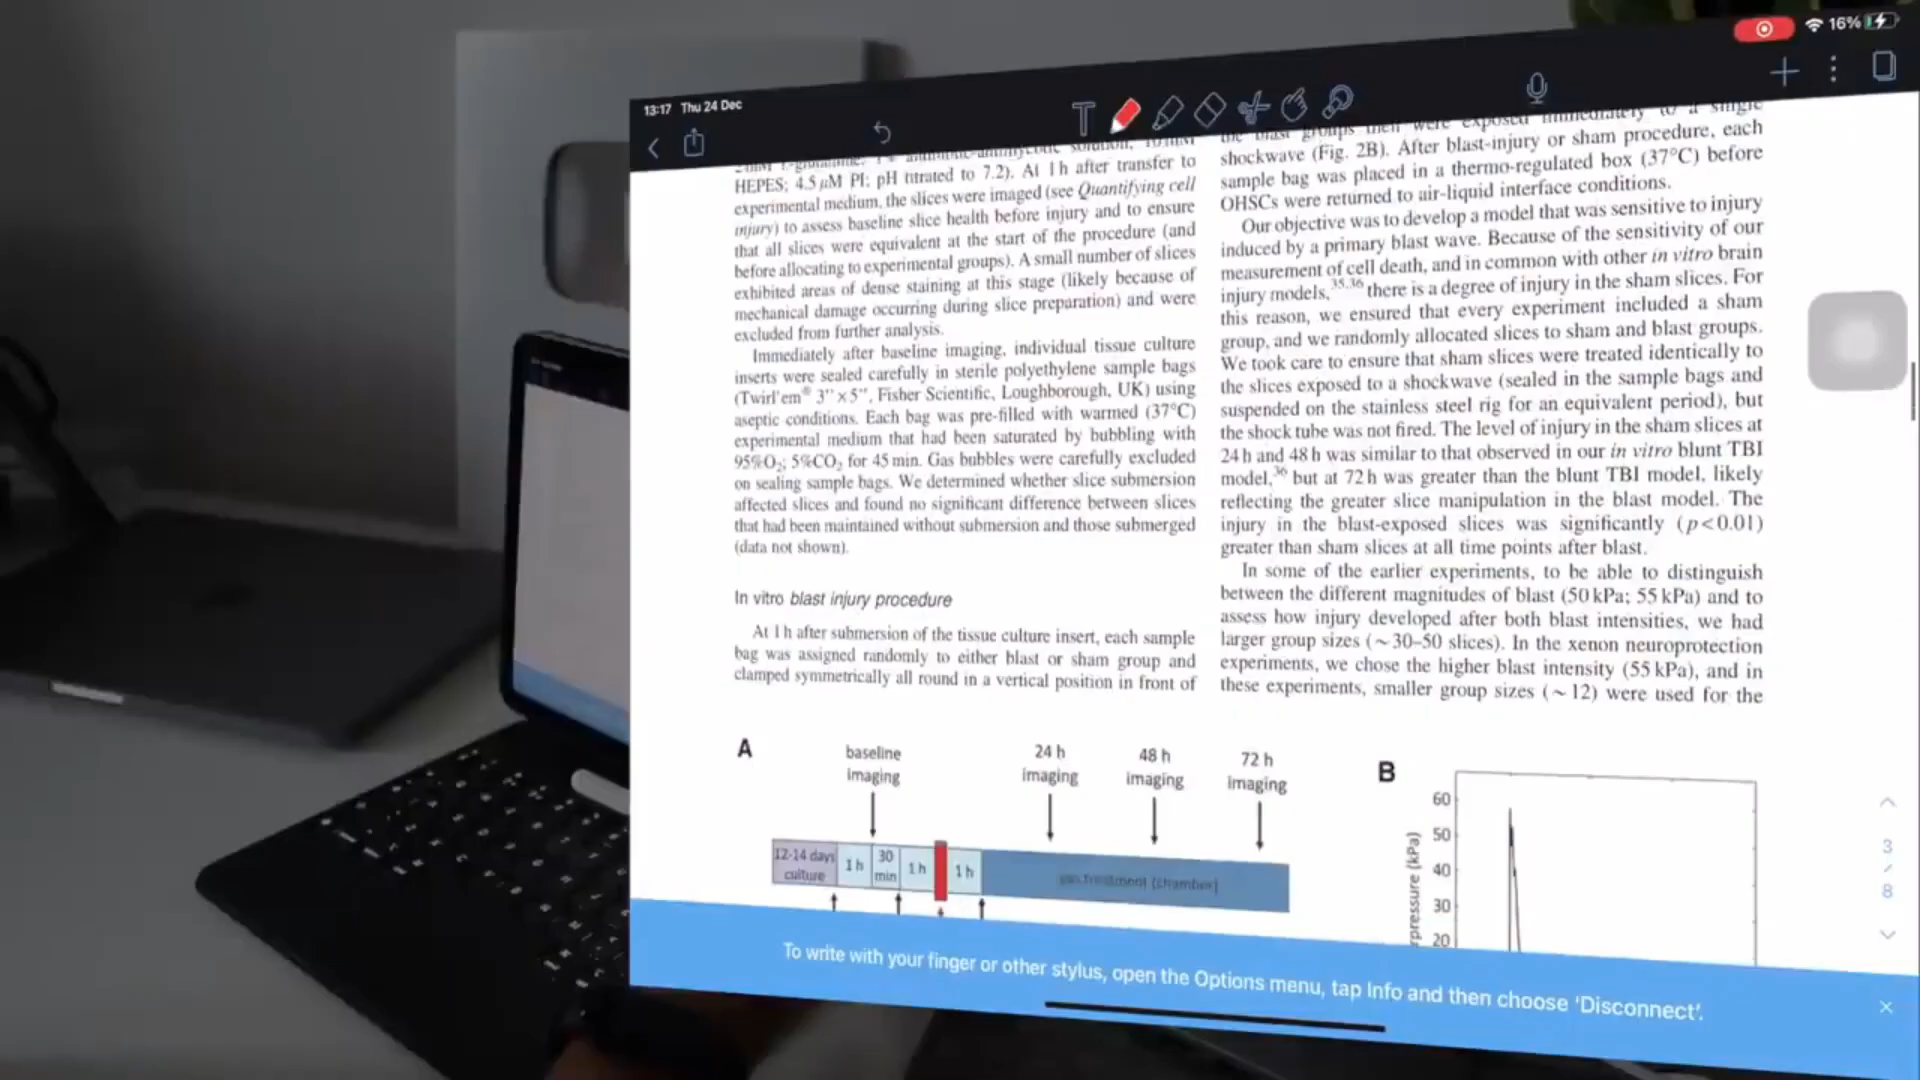 13:17 Thu 24 Dec
16%
T
HEPES; 4.5 μM PI; pH titrated to 7.2). At 1 h after transfer to
experimental medium, the slices were imaged (see Quantifying cell
injury) to assess baseline slice health before injury and to ensure
that all slices were equivalent at the start of the procedure (and
before allocating to experimental groups). A small number of slices
exhibited areas of dense staining at this stage (likely because of
mechanical damage occurring during slice preparation) and were
excluded from further analysis.
Immediately after baseline imaging, individual tissue culture
inserts were sealed carefully in sterile polyethylene sample bags
(Twirl'em® 3"×5", Fisher Scientific, Loughborough, UK) using
aseptic conditions. Each bag was pre-filled with warmed (37°C)
experimental medium that had been saturated by bubbling with
95%O2; 5%CO2 for 45 min. Gas bubbles were carefully excluded
on sealing sample bags. We determined whether slice submersion
affected slices and found no significant difference between slices
that had been maintained without submersion and those submerged
(data not shown).
In vitro blast injury procedure
At 1 h after submersion of the tissue culture insert, each sample
bag was assigned randomly to either blast or sham group and
clamped symmetrically all round in a vertical position in front of
the blast groups then were exposed immediately to a single
shockwave (Fig. 2B). After blast-injury or sham procedure, each
sample bag was placed in a thermo-regulated box (37°C) before
OHSCs were returned to air-liquid interface conditions.
Our objective was to develop a model that was sensitive to injury
induced by a primary blast wave. Because of the sensitivity of our
measurement of cell death, and in common with other in vitro brain
injury models,35,36 there is a degree of injury in the sham slices. For
this reason, we ensured that every experiment included a sham
group, and we randomly allocated slices to sham and blast groups.
We took care to ensure that sham slices were treated identically to
the slices exposed to a shockwave (sealed in the sample bags and
suspended on the stainless steel rig for an equivalent period), but
the shock tube was not fired. The level of injury in the sham slices at
24 h and 48 h was similar to that observed in our in vitro blunt TBI
model,36 but at 72 h was greater than the blunt TBI model, likely
reflecting the greater slice manipulation in the blast model. The
injury in the blast-exposed slices was significantly (p<0.01)
greater than sham slices at all time points after blast.
In some of the earlier experiments, to be able to distinguish
between the different magnitudes of blast (50 kPa; 55 kPa) and to
assess how injury developed after both blast intensities, we had
larger group sizes (~30–50 slices). In the xenon neuroprotection
experiments, we chose the higher blast intensity (55 kPa), and in
these experiments, smaller group sizes (~12) were used for the
A
baseline
imaging
24 h
imaging
48 h
imaging
72 h
imaging
12-14 days
culture
1 h
30
min
1 h
1 h
gas treatment (chamber)
B
rpressure (kPa)
60
50
40
30
20
3
/
8
To write with your finger or other stylus, open the Options menu, tap Info and then choose 'Disconnect'.